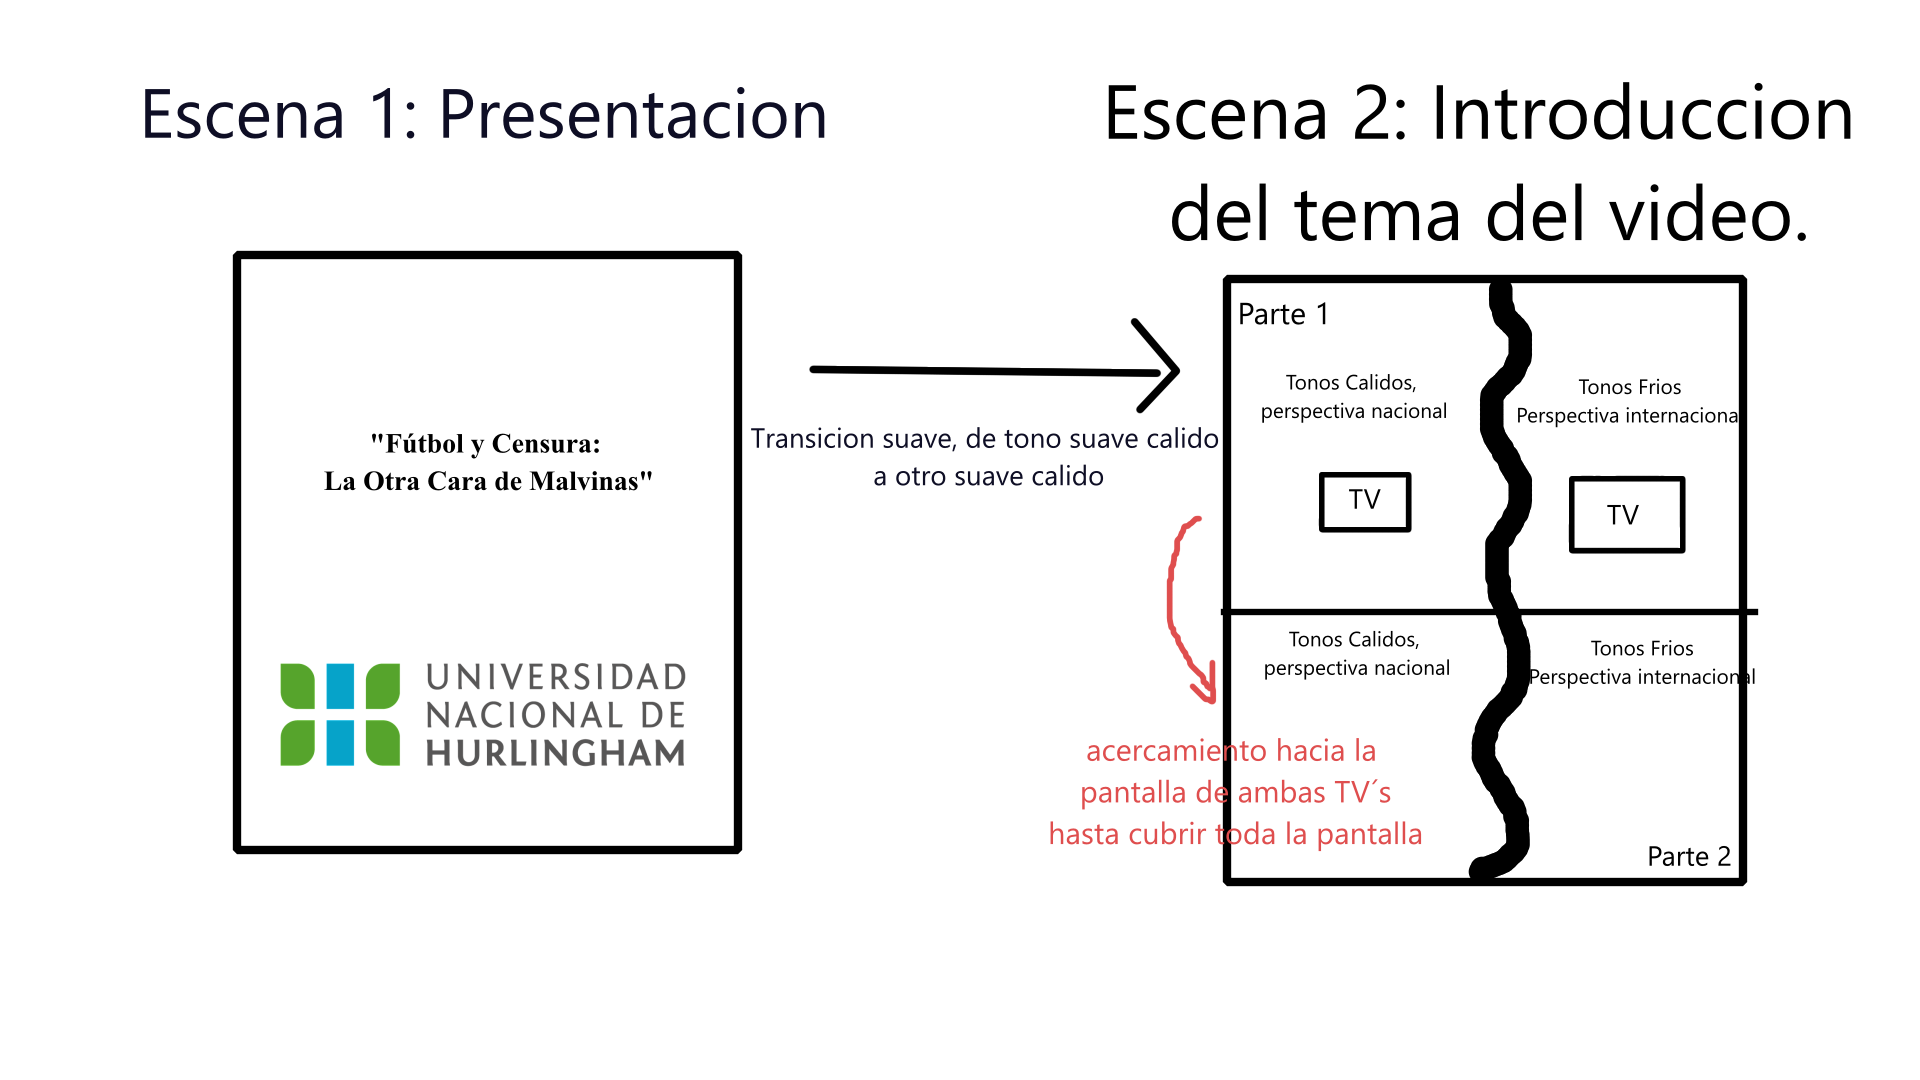 Escena 1: Presentacion
"Fútbol y Censura:
La Otra Cara de Malvinas"
UNIVERSIDAD
NACIONAL DE
HURLINGHAM
Transicion suave, de tono suave calido
a otro suave calido
Escena 2: Introduccion
del tema del video.
Parte 1
Tonos Calidos,
perspectiva nacional
TV
Tonos Frios
Perspectiva internaciona
TV
acercamiento hacia la
pantalla de ambas TV´s
hasta cubrir toda la pantalla
Tonos Calidos,
perspectiva nacional
Tonos Frios
Perspectiva internacional
Parte 2